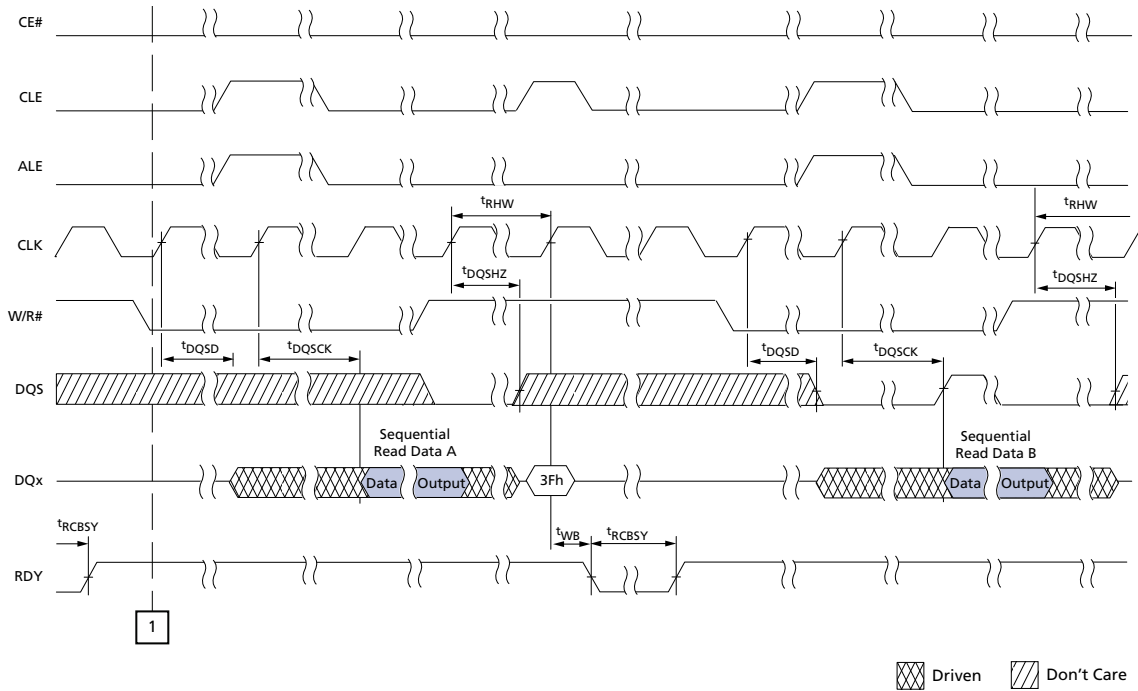 CE#
CLE
ALE
tRHW
tRHW
CLK
tDQSHZ
tDQSHZ
W/R#
tDQSD
tDQSCK
tDQSD
tDQSCK
DQS
Sequential
Read Data A
Sequential
Read Data B
DQx
Data
Output
3Fh
Data
Output
tRCBSY
tWB
tRCBSY
RDY
1
Driven
Don't Care